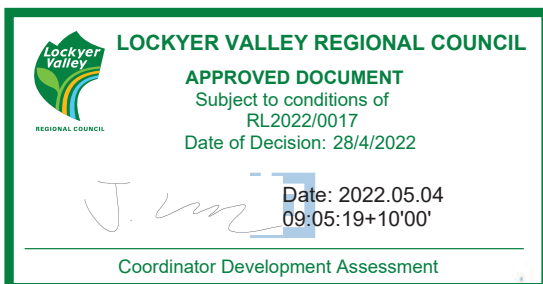 Lockyer
Valley
REGIONAL COUNCIL
LOCKYER VALLEY REGIONAL COUNCIL
APPROVED DOCUMENT
Subject to conditions of
RL2022/0017
Date of Decision: 28/4/2022
Date: 2022.05.04
09:05:19+10'00'
Coordinator Development Assessment